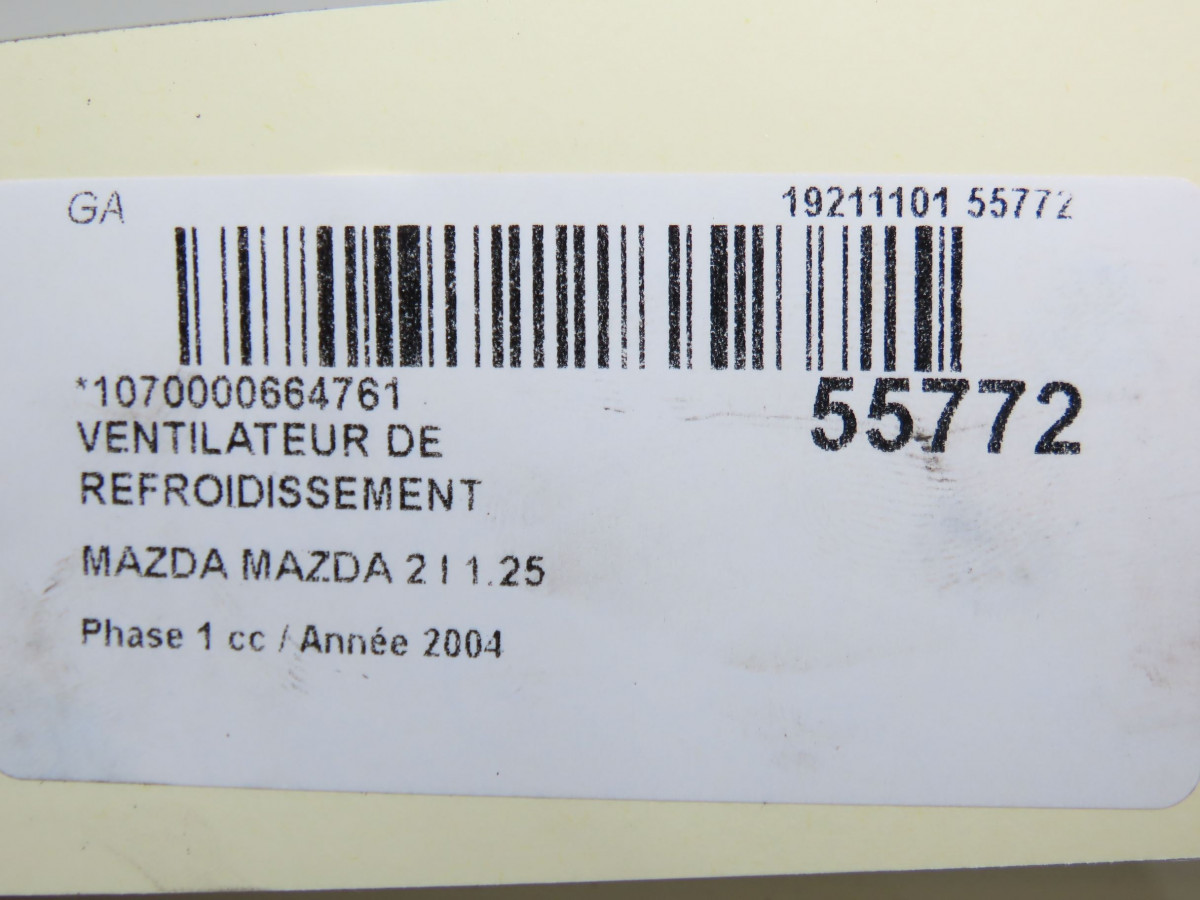 GA
19211101 55772
*1070000664761
55772
VENTILATEUR DE
REFROIDISSEMENT
MAZDA MAZDA 2 I 1.25
Phase 1 cc / Année 2004